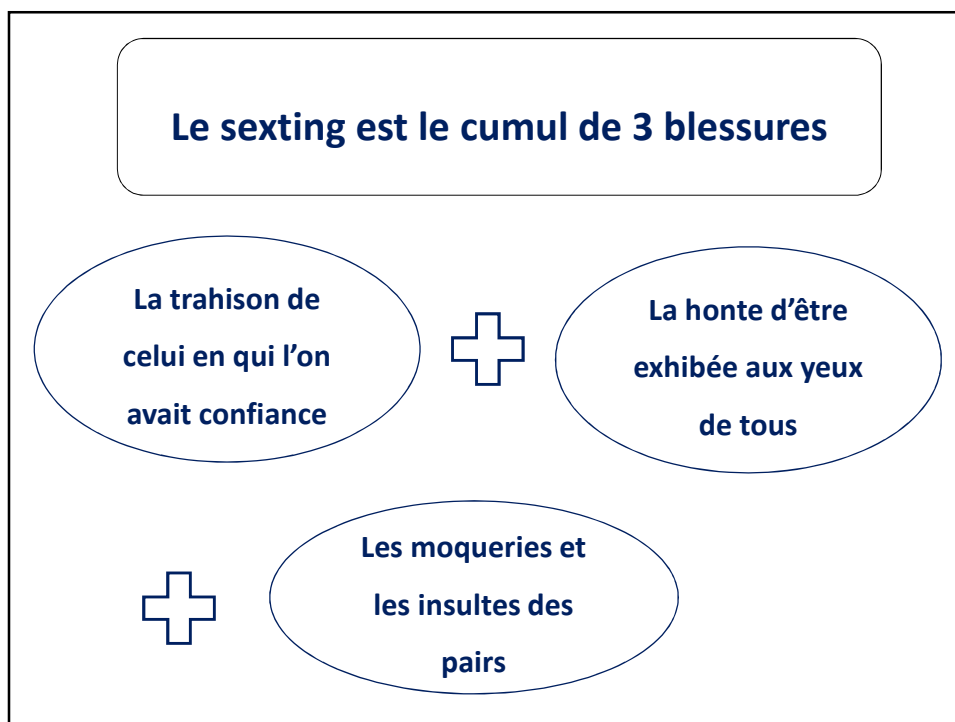 Le sexting est le cumul de 3 blessures
La trahison de
celui en qui l’on
avait confiance
La honte d’être
exhibée aux yeux
de tous
Les moqueries et
les insultes des
pairs